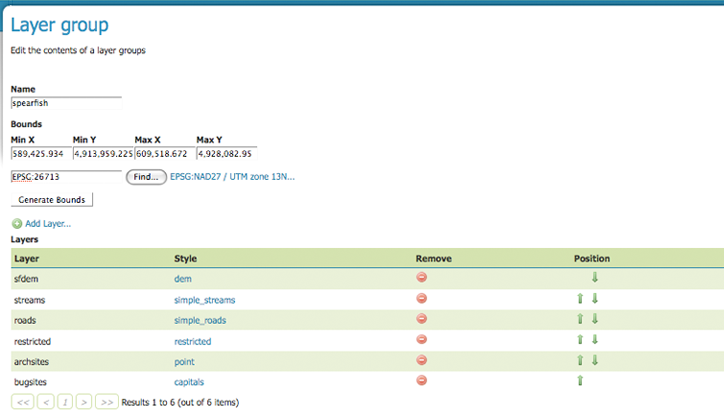 Layer group
Edit the contents of a layer groups
Name
spearfish
Bounds
Min X Min Y Max X Max Y
589,425.934 4,913,959.225 609,518.672 4,928,082.95
EPSG:26713 Find... EPSG:NAD27 / UTM zone 13N...
Generate Bounds
Add Layer...
Layers
Layer Style Remove Position
sfdem dem
streams simple_streams
roads simple_roads
restricted restricted
archsites point
bugsites capitals
<< < 1 > >> Results 1 to 6 (out of 6 items)